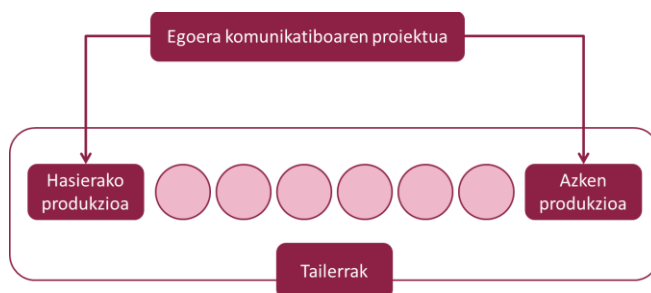 Egoera komunikatiboaren proiektua
Hasierako
produkzioa
Azken
produkzioa
Tailerrak